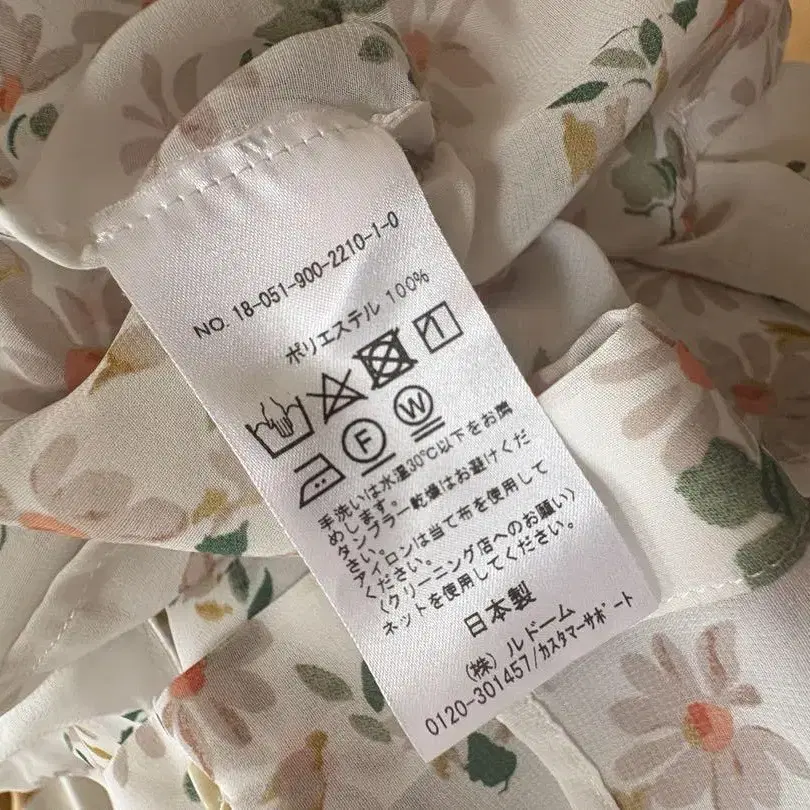 NO. 18-051-900-2210-1-0
ポリエステル 100%
F W
手洗いは水温30℃以下をお薦
めします。
タンブラー乾燥はお避けくだ
さい。
アイロンは当て布を使用して
ください。
〈クリーニング店へのお願い〉
ネットを使用してください。
日本製
(株) ルドーム
0120-301457/カスタマーサポート